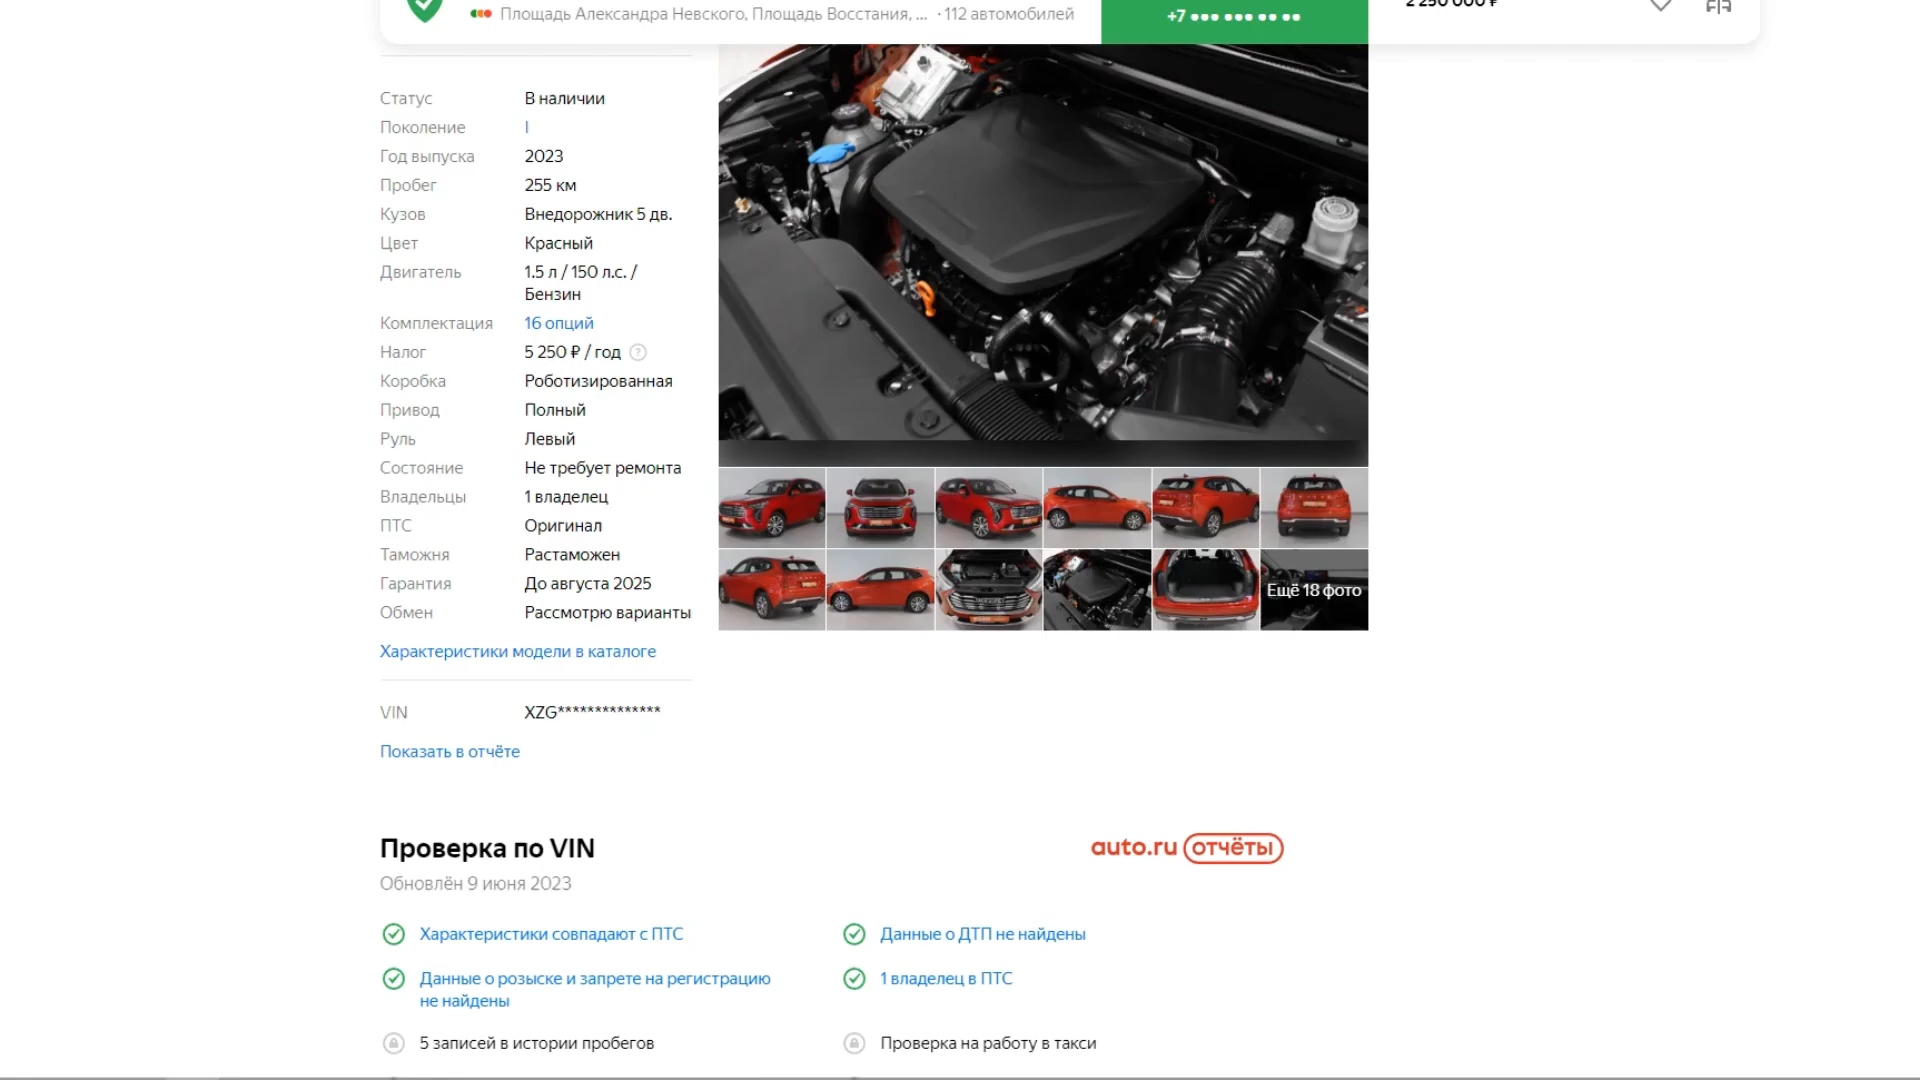 Площадь Александра Невского, Площадь Восстания, ... · 112 автомобилей
+7 ••• ••• •• ••
2 250 000 ₽
Статус В наличии
Поколение I
Год выпуска 2023
Пробег 255 км
Кузов Внедорожник 5 дв.
Цвет Красный
Двигатель 1.5 л / 150 л.с. /
Бензин
Комплектация 16 опций
Налог 5 250 ₽ / год ?
Коробка Роботизированная
Привод Полный
Руль Левый
Состояние Не требует ремонта
Владельцы 1 владелец
ПТС Оригинал
Таможня Растаможен
Гарантия До августа 2025
Обмен Рассмотрю варианты
Ещё 18 фото
Характеристики модели в каталоге
VIN XZG**************
Показать в отчёте
Проверка по VIN
auto.ru отчёты
Обновлён 9 июня 2023
Характеристики совпадают с ПТС
Данные о ДТП не найдены
Данные о розыске и запрете на регистрацию
не найдены
1 владелец в ПТС
5 записей в истории пробегов
Проверка на работу в такси